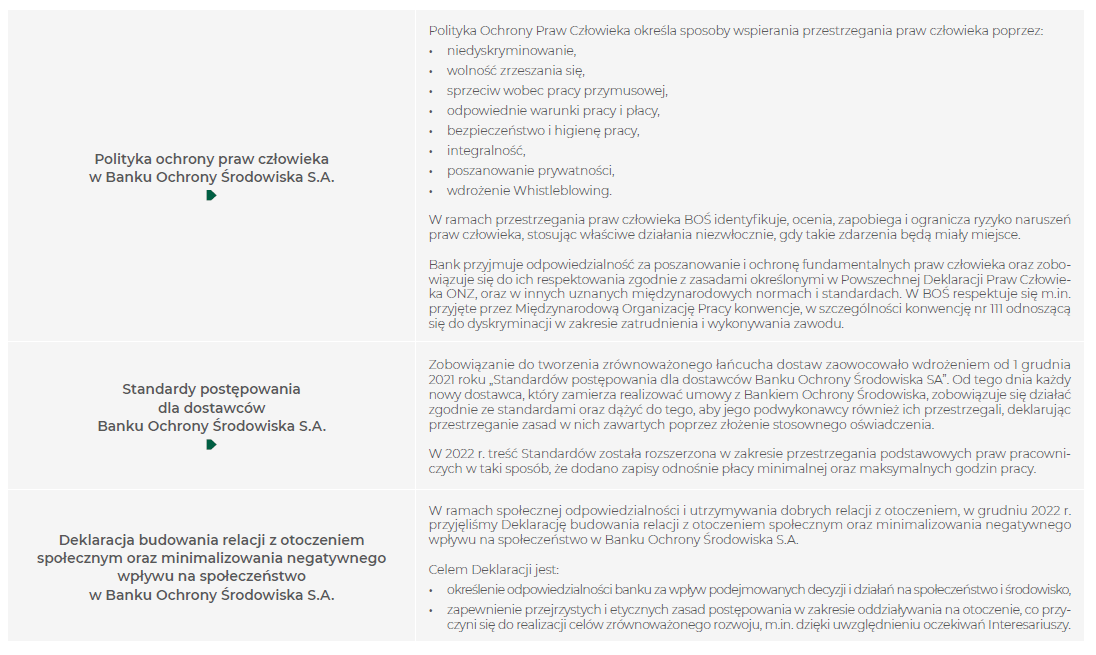 Polityka ochrony praw człowieka
w Banku Ochrony Środowiska S.A.
Polityka Ochrony Praw Człowieka określa sposoby wspierania przestrzegania praw człowieka poprzez:
• niedyskryminowanie,
• wolność zrzeszania się,
• sprzeciw wobec pracy przymusowej,
• odpowiednie warunki pracy i płacy,
• bezpieczeństwo i higienę pracy,
• integralność,
• poszanowanie prywatności,
• wdrożenie Whistleblowing.
W ramach przestrzegania praw człowieka BOŚ identyfikuje, ocenia, zapobiega i ogranicza ryzyko naruszeń
praw człowieka, stosując właściwe działania niezwłocznie, gdy takie zdarzenia będą miały miejsce.
Bank przyjmuje odpowiedzialność za poszanowanie i ochronę fundamentalnych praw człowieka oraz zobo-
wiązuje się do ich respektowania zgodnie z zasadami określonymi w Powszechnej Deklaracji Praw Człowie-
ka ONZ, oraz w innych uznanych międzynarodowych normach i standardach. W BOŚ respektuje się m.in.
przyjęte przez Międzynarodową Organizację Pracy konwencje, w szczególności konwencję nr 111 odnoszącą
się do dyskryminacji w zakresie zatrudnienia i wykonywania zawodu.
Standardy postępowania
dla dostawców
Banku Ochrony Środowiska S.A.
Zobowiązanie do tworzenia zrównoważonego łańcucha dostaw zaowocowało wdrożeniem od 1 grudnia
2021 roku „Standardów postępowania dla dostawców Banku Ochrony Środowiska SA”. Od tego dnia każdy
nowy dostawca, który zamierza realizować umowy z Bankiem Ochrony Środowiska, zobowiązuje się działać
zgodnie ze standardami oraz dążyć do tego, aby jego podwykonawcy również ich przestrzegali, deklarując
przestrzeganie zasad w nich zawartych poprzez złożenie stosownego oświadczenia.
W 2022 r. treść Standardów została rozszerzona w zakresie przestrzegania podstawowych praw pracowni-
czych w taki sposób, że dodano zapisy odnośnie płacy minimalnej oraz maksymalnych godzin pracy.
Deklaracja budowania relacji z otoczeniem
społecznym oraz minimalizowania negatywnego
wpływu na społeczeństwo
w Banku Ochrony Środowiska S.A.
W ramach społecznej odpowiedzialności i utrzymywania dobrych relacji z otoczeniem, w grudniu 2022 r.
przyjęliśmy Deklarację budowania relacji z otoczeniem społecznym oraz minimalizowania negatywnego
wpływu na społeczeństwo w Banku Ochrony Środowiska S.A.
Celem Deklaracji jest:
• określenie odpowiedzialności banku za wpływ podejmowanych decyzji i działań na społeczeństwo i środowisko,
• zapewnienie przejrzystych i etycznych zasad postępowania w zakresie oddziaływania na otoczenie, co przy-
czyni się do realizacji celów zrównoważonego rozwoju, m.in. dzięki uwzględnieniu oczekiwań Interesariuszy.